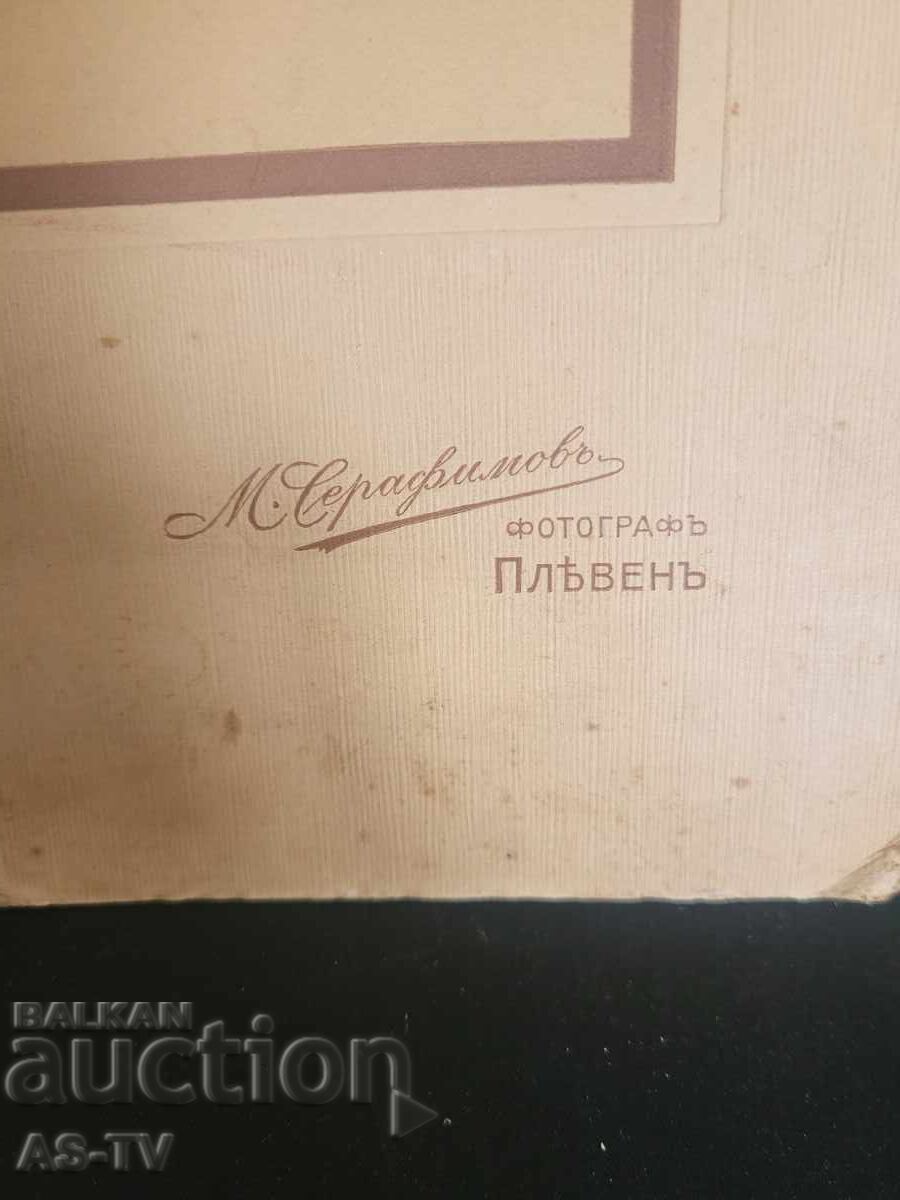 М. Серафимовъ
ФОТОГРАФЪ
ПЛѢВЕНЪ
BALKAN
auction
AS-TV